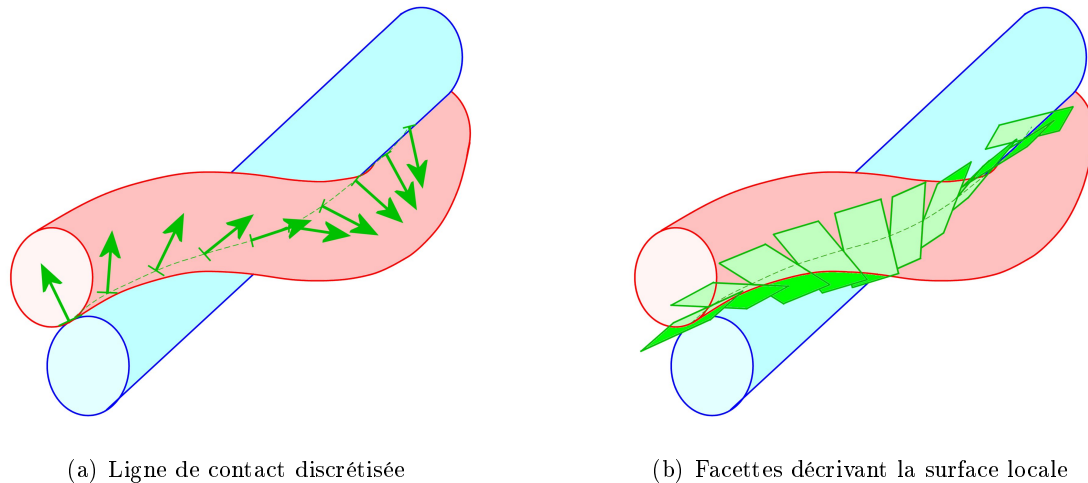 (a) Ligne de contact discrétisée
(b) Facettes décrivant la surface locale